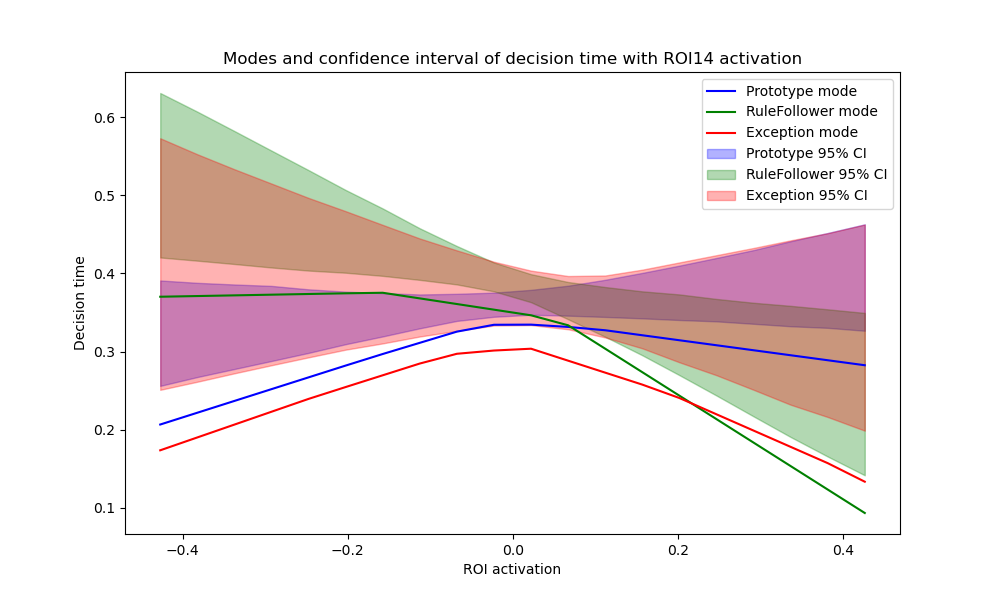 Modes and confidence interval of decision time with ROI14 activation
Prototype mode
RuleFollower mode
Exception mode
Prototype 95% CI
RuleFollower 95% CI
Exception 95% CI
Decision time
0.6
0.5
0.4
0.3
0.2
0.1
−0.4
−0.2
0.0
0.2
0.4
ROI activation